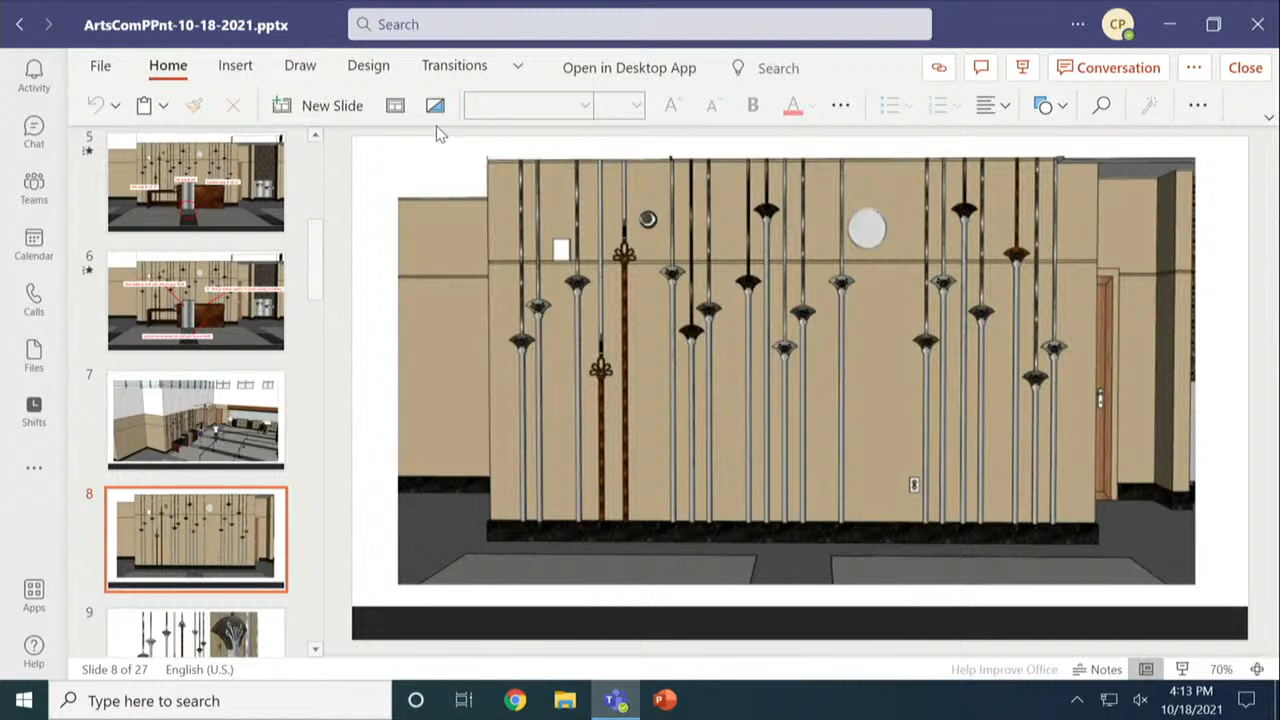 ArtsComPPnt-10-18-2021.pptx
Search
CP
Activity
Chat
Teams
Calendar
Calls
Files
Shifts
Apps
Help
File
Home
Insert
Draw
Design
Transitions
Open in Desktop App
Search
Conversation
Close
New Slide
A
A
B
A
5
6
7
8
9
Slide 8 of 27
English (U.S.)
Help Improve Office
Notes
70%
Type here to search
4:13 PM
10/18/2021